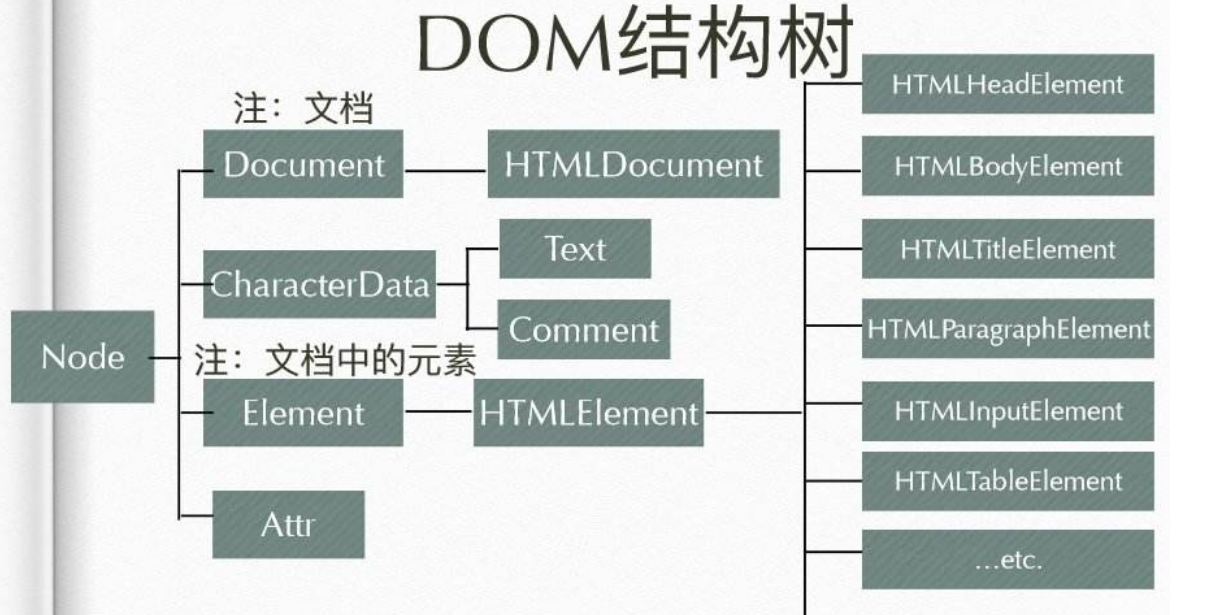 DOM结构树
注：文档
Document
HTMLDocument
CharacterData
Text
Comment
Node
注：文档中的元素
Element
HTMLElement
Attr
HTMLHeadElement
HTMLBodyElement
HTMLTitleElement
HTMLParagraphElement
HTMLInputElement
HTMLTableElement
...etc.